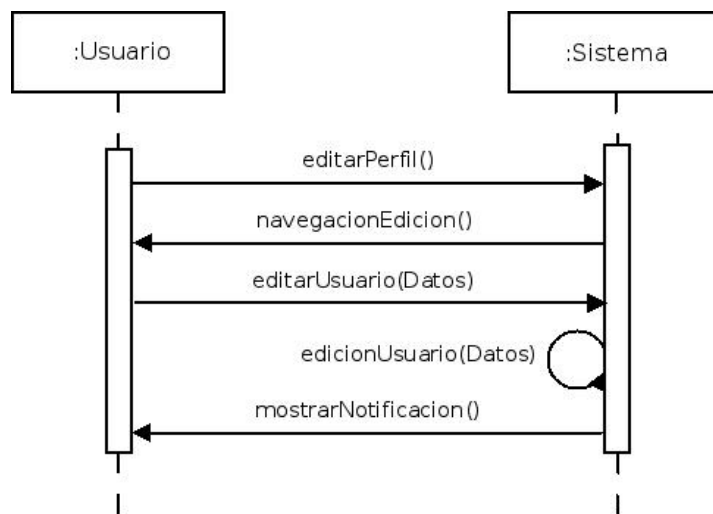 :Usuario
:Sistema
editarPerfil()
navegacionEdicion()
editarUsuario(Datos)
edicionUsuario(Datos)
mostrarNotificacion()